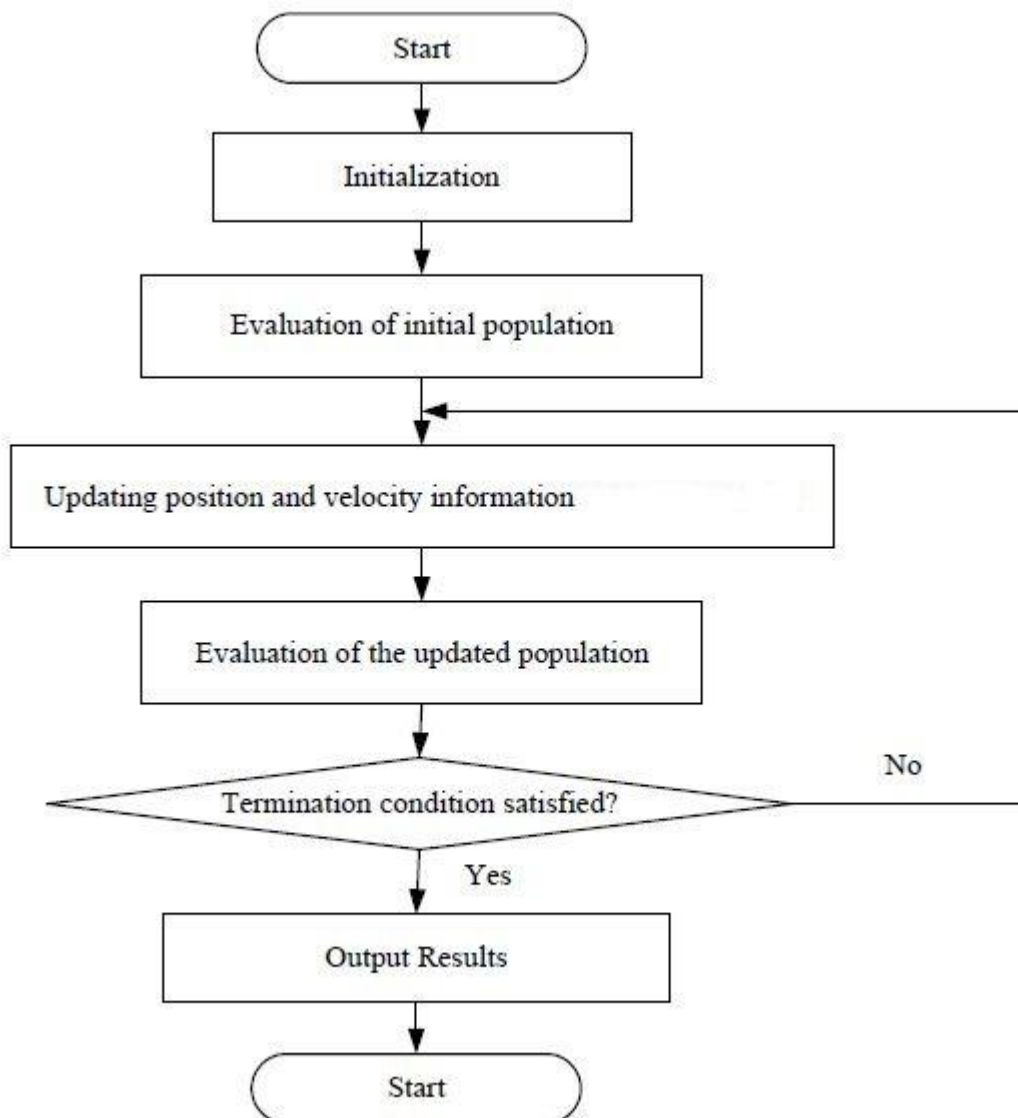 Start
Initialization
Evaluation of initial population
Updating position and velocity information
Evaluation of the updated population
Termination condition satisfied?
No
Yes
Output Results
Start